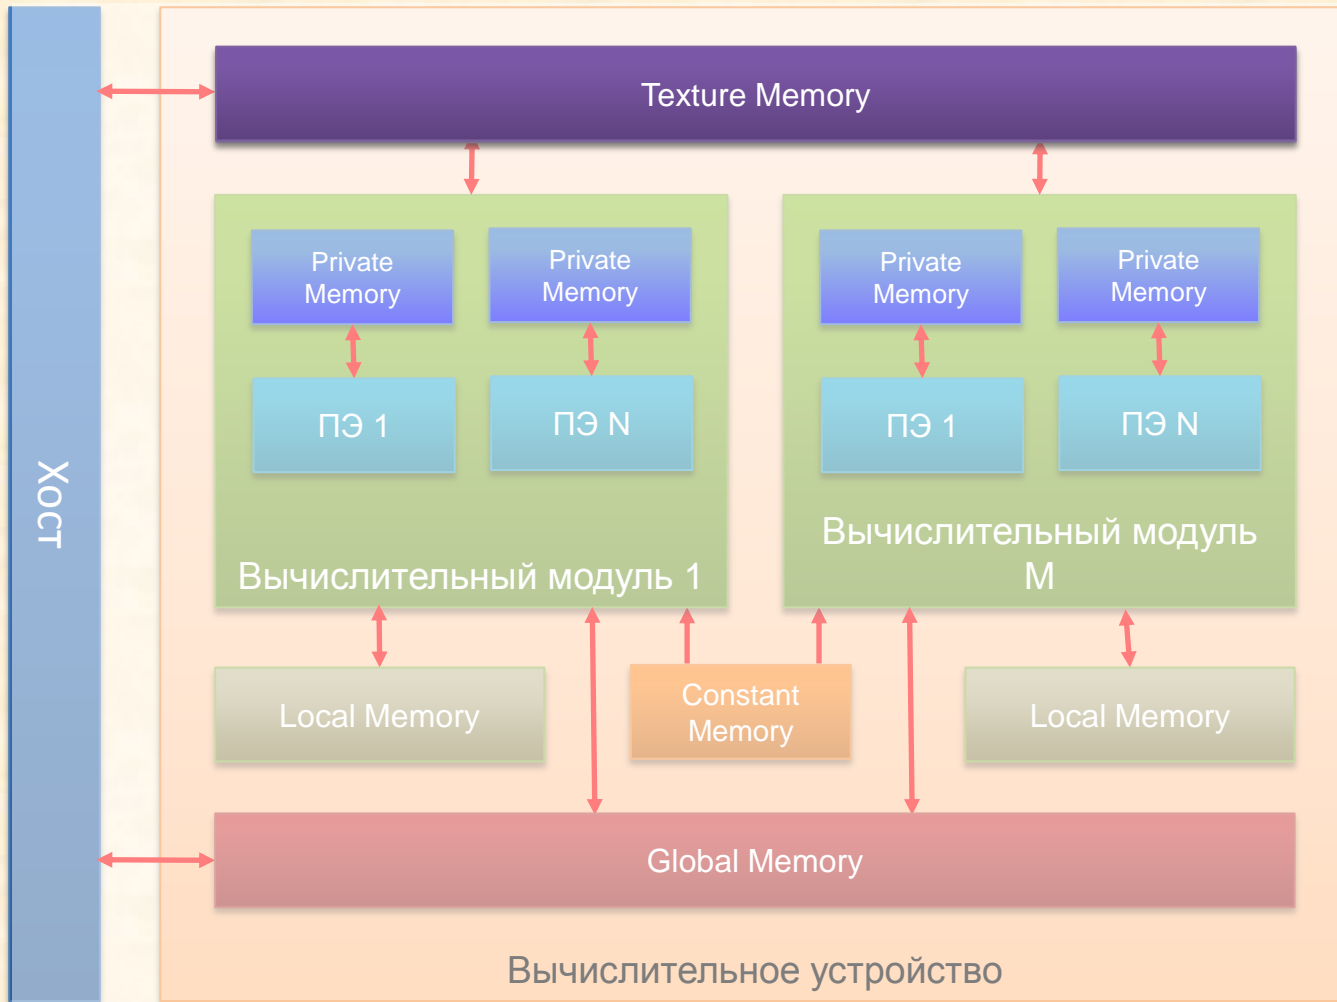 Хост
Texture Memory
Private
Memory
Private
Memory
Private
Memory
Private
Memory
ПЭ 1
ПЭ N
ПЭ 1
ПЭ N
Вычислительный модуль 1
Вычислительный модуль
М
Local Memory
Constant
Memory
Local Memory
Global Memory
Вычислительное устройство